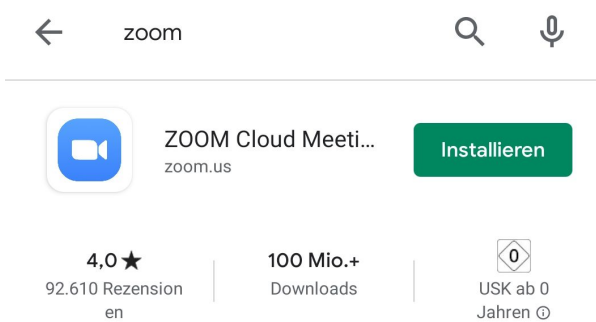 zoom
ZOOM Cloud Meeti...
zoom.us
Installieren
4,0★
92.610 Rezension
en
100 Mio.+
Downloads
0
USK ab 0
Jahren